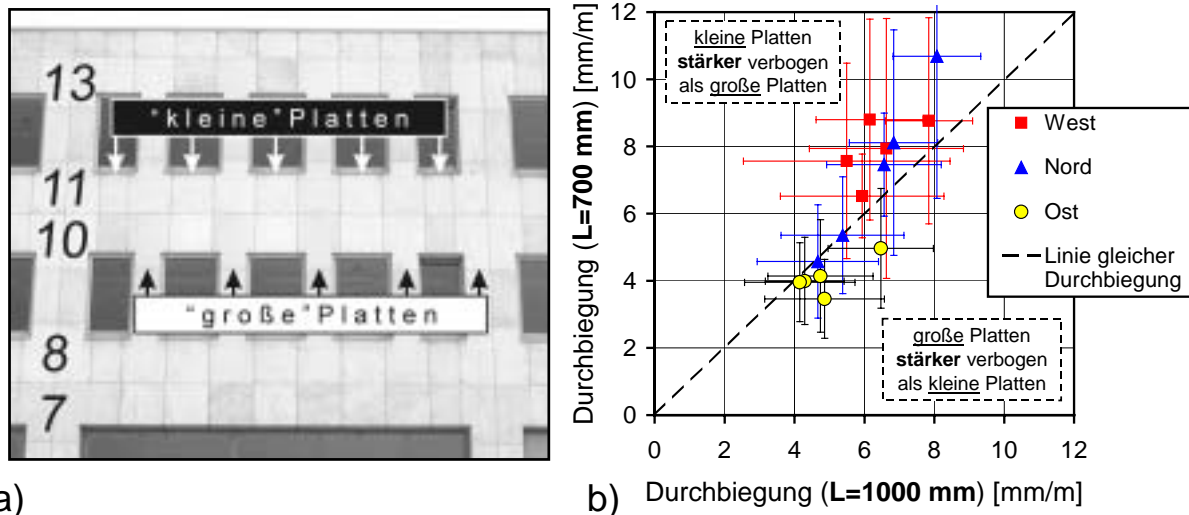 13
"kleine" Platten
11
10
"große" Platten
8
7
a)
Durchbiegung (L=700 mm) [mm/m]
12
10
8
6
4
2
0
kleine Platten
stärker verbogen
als große Platten
West
Nord
Ost
Linie gleicher
Durchbiegung
große Platten
stärker verbogen
als kleine Platten
0 2 4 6 8 10 12
b) Durchbiegung (L=1000 mm) [mm/m]